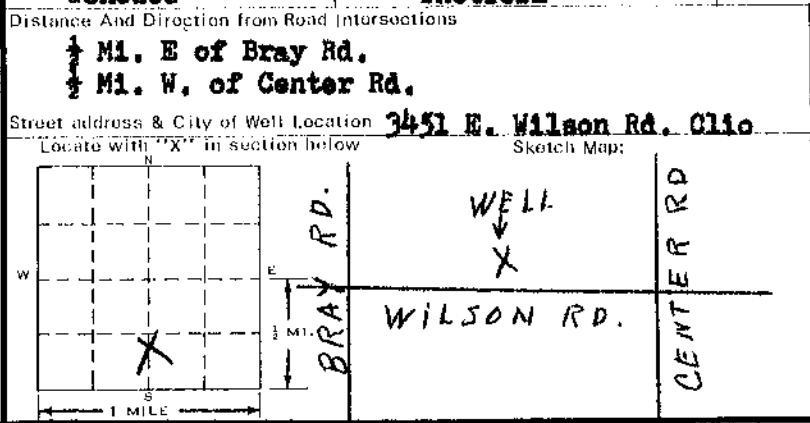 Distance And Direction from Road Intersections
½ Mi. E of Bray Rd.
½ Mi. W. of Center Rd.
Street address & City of Well Location 3451 E. Wilson Rd. Clio
Locate with "X" in section below
Sketch Map:
N
W
E
S
½ MI.
1 MILE
X
BRAY RD.
WELL
X
WILSON RD.
CENTER RD